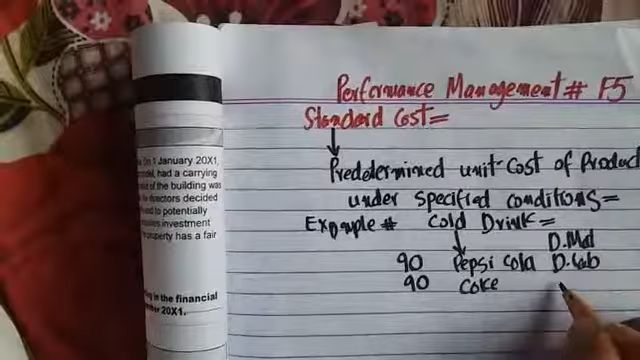 Performance Management # F5
Standard Cost =
Predetermined unit Cost of Product
under specified conditions =
Example # Cold Drink =
D.Mat
90 Pepsi Cola D.Lab
90 Coke
On 1 January 20X1,
model, had a carrying
of the building was
directors decided
to potentially
investment
property has a fair
in the financial
20X1.